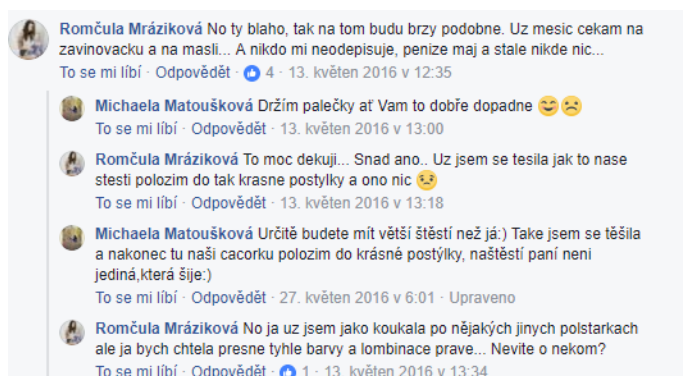 Romčula Mráziková No ty blaho, tak na tom budu brzy podobne. Uz mesic cekam na
zavinovacku a na masli... A nikdo mi neodepisuje, penize maj a stale nikde nic...
To se mi líbí · Odpovědět · 4 · 13. květen 2016 v 12:35
Michaela Matoušková Držím palečky ať Vam to dobře dopadne
To se mi líbí · Odpovědět · 13. květen 2016 v 13:00
Romčula Mráziková To moc dekuji... Snad ano.. Uz jsem se tesila jak to nase
stesti polozim do tak krasne postylky a ono nic
To se mi líbí · Odpovědět · 13. květen 2016 v 13:18
Michaela Matoušková Určitě budete mít větší štěstí než já:) Take jsem se těšila
a nakonec tu naši cacorku polozim do krásné postýlky, naštěstí paní neni
jediná,která šije:)
To se mi líbí · Odpovědět · 27. květen 2016 v 6:01 · Upraveno
Romčula Mráziková No ja uz jsem jako koukala po nějakých jinych polstarkach
ale ja bych chtela presne tyhle barvy a lombinace prave... Nevite o nekom?
To se mi líbí · Odpovědět · 1 · 13. květen 2016 v 13:34